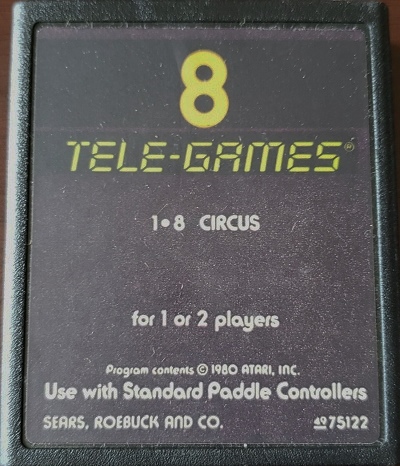 8
TELE-GAMES®
1•8 CIRCUS
for 1 or 2 players
Program contents © 1980 ATARI, INC.
Use with Standard Paddle Controllers
SEARS, ROEBUCK AND CO. 49 75122